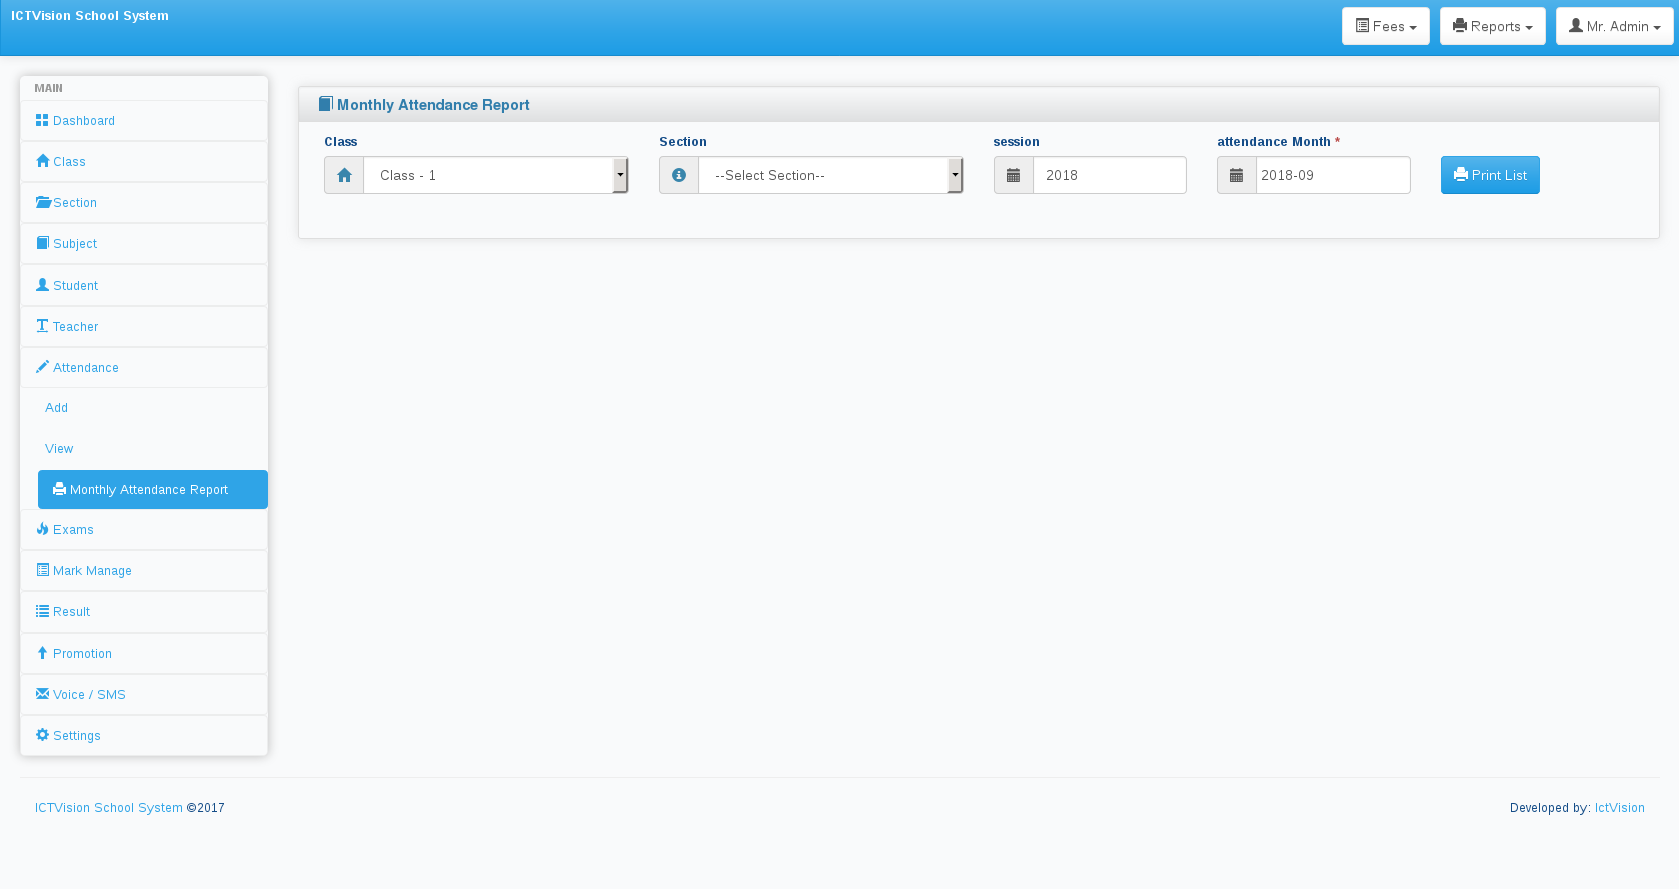 ICTVision School System
Fees
Reports
Mr. Admin
MAIN
Dashboard
Class
Section
Subject
Student
Teacher
Attendance
Add
View
Monthly Attendance Report
Exams
Mark Manage
Result
Promotion
Voice / SMS
Settings
Monthly Attendance Report
Class
Class - 1
Section
--Select Section--
session
2018
attendance Month *
2018-09
Print List
ICTVision School System ©2017
Developed by: IctVision